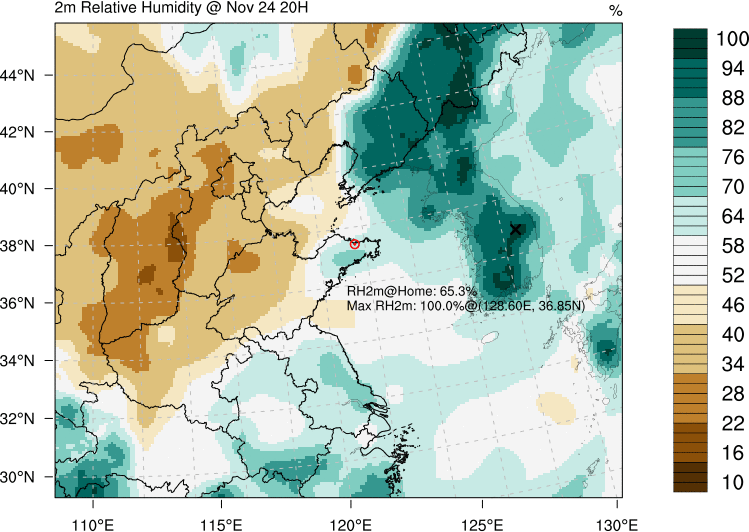 2m Relative Humidity @ Nov 24 20H
%
44°N
42°N
40°N
38°N
36°N
34°N
32°N
30°N
110°E
115°E
120°E
125°E
130°E
RH2m@Home: 65.3%
Max RH2m: 100.0%@(128.60E, 36.85N)
100
94
88
82
76
70
64
58
52
46
40
34
28
22
16
10